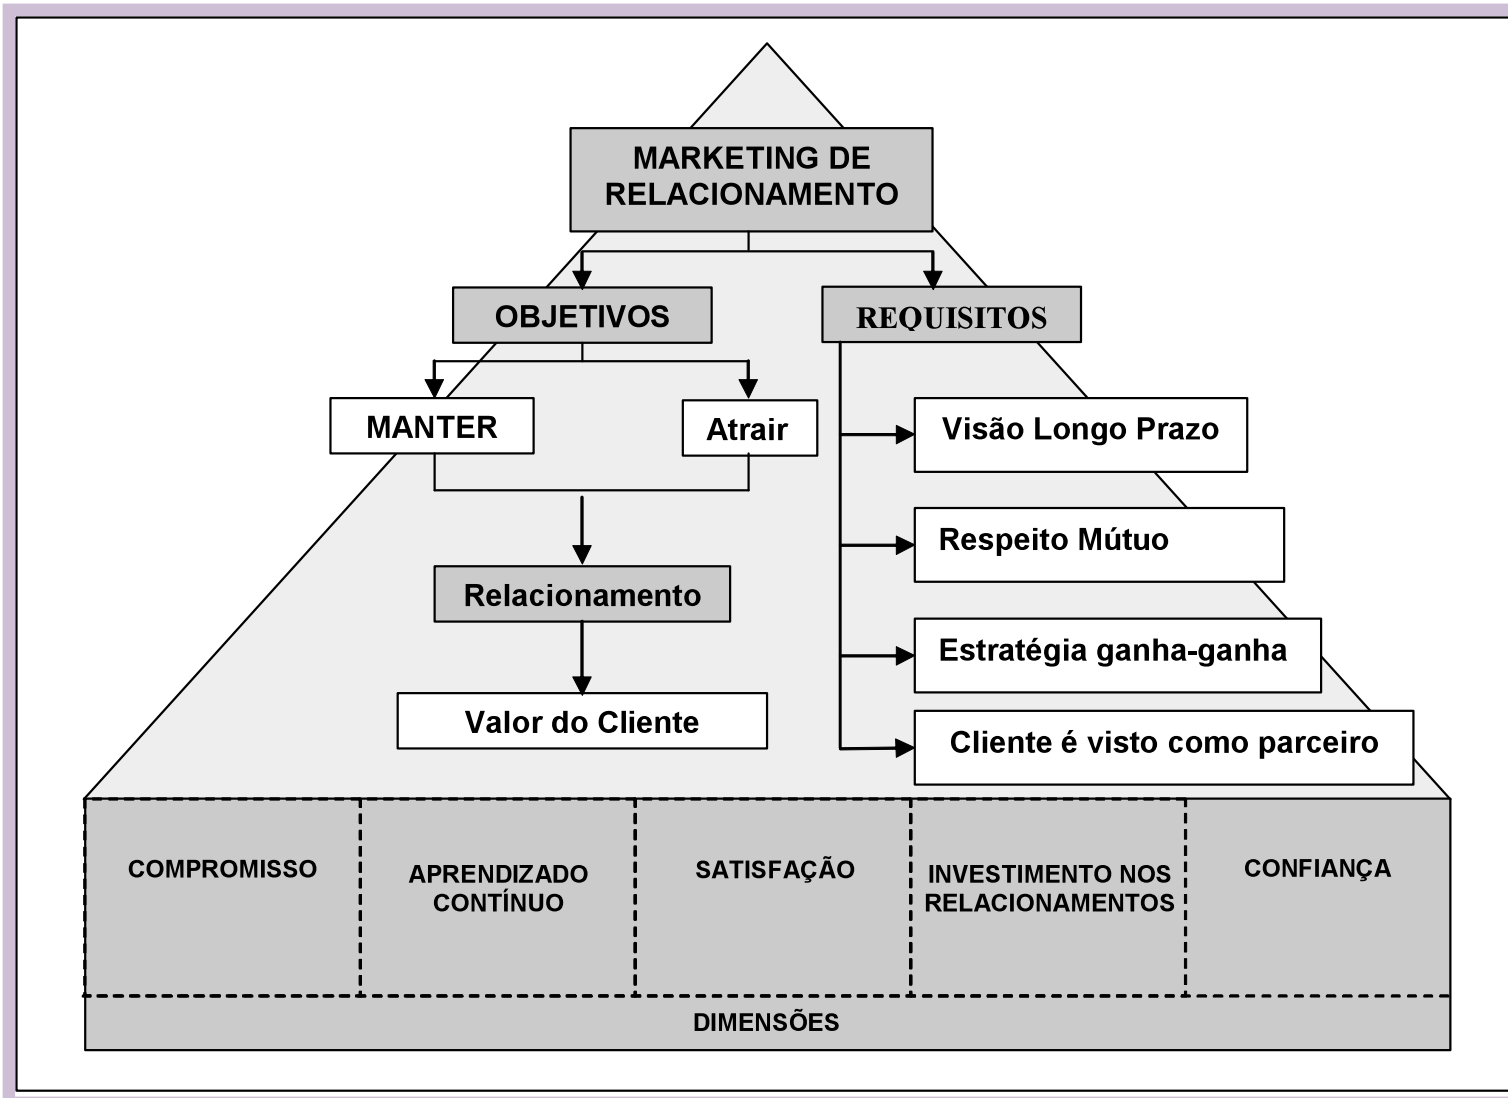 MARKETING DE
RELACIONAMENTO
OBJETIVOS
REQUISITOS
MANTER
Atrair
Visão Longo Prazo
Respeito Mútuo
Relacionamento
Estratégia ganha-ganha
Valor do Cliente
Cliente é visto como parceiro
COMPROMISSO
APRENDIZADO
CONTÍNUO
SATISFAÇÃO
INVESTIMENTO NOS
RELACIONAMENTOS
CONFIANÇA
DIMENSÕES